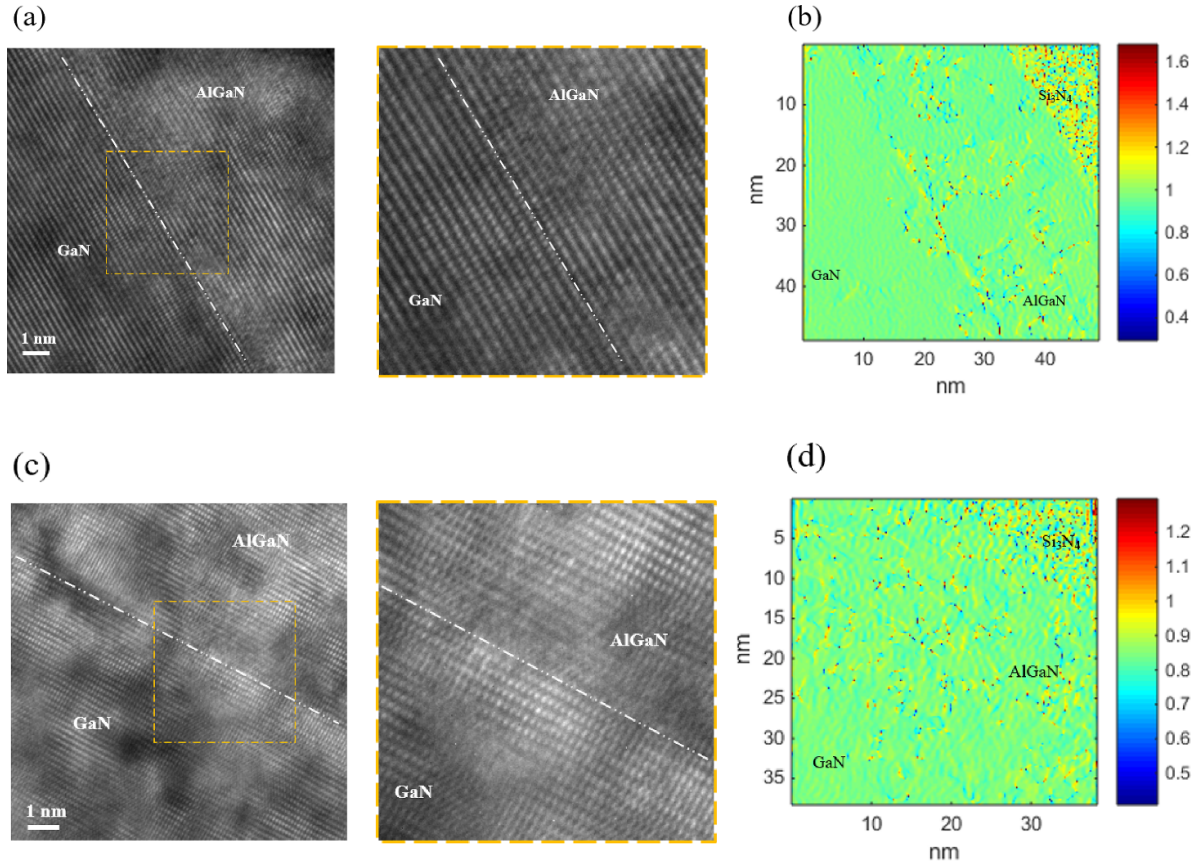 (a)
AlGaN
GaN
1 nm
AlGaN
GaN
(b)
Si₃N₄
GaN
AlGaN
10
20
30
40
nm
10
20
30
40
nm
1.6
1.4
1.2
1
0.8
0.6
0.4
(c)
AlGaN
GaN
1 nm
AlGaN
GaN
(d)
Si₃N₄
AlGaN
GaN
5
10
15
20
25
30
35
nm
10
20
30
nm
1.2
1.1
1
0.9
0.8
0.7
0.6
0.5